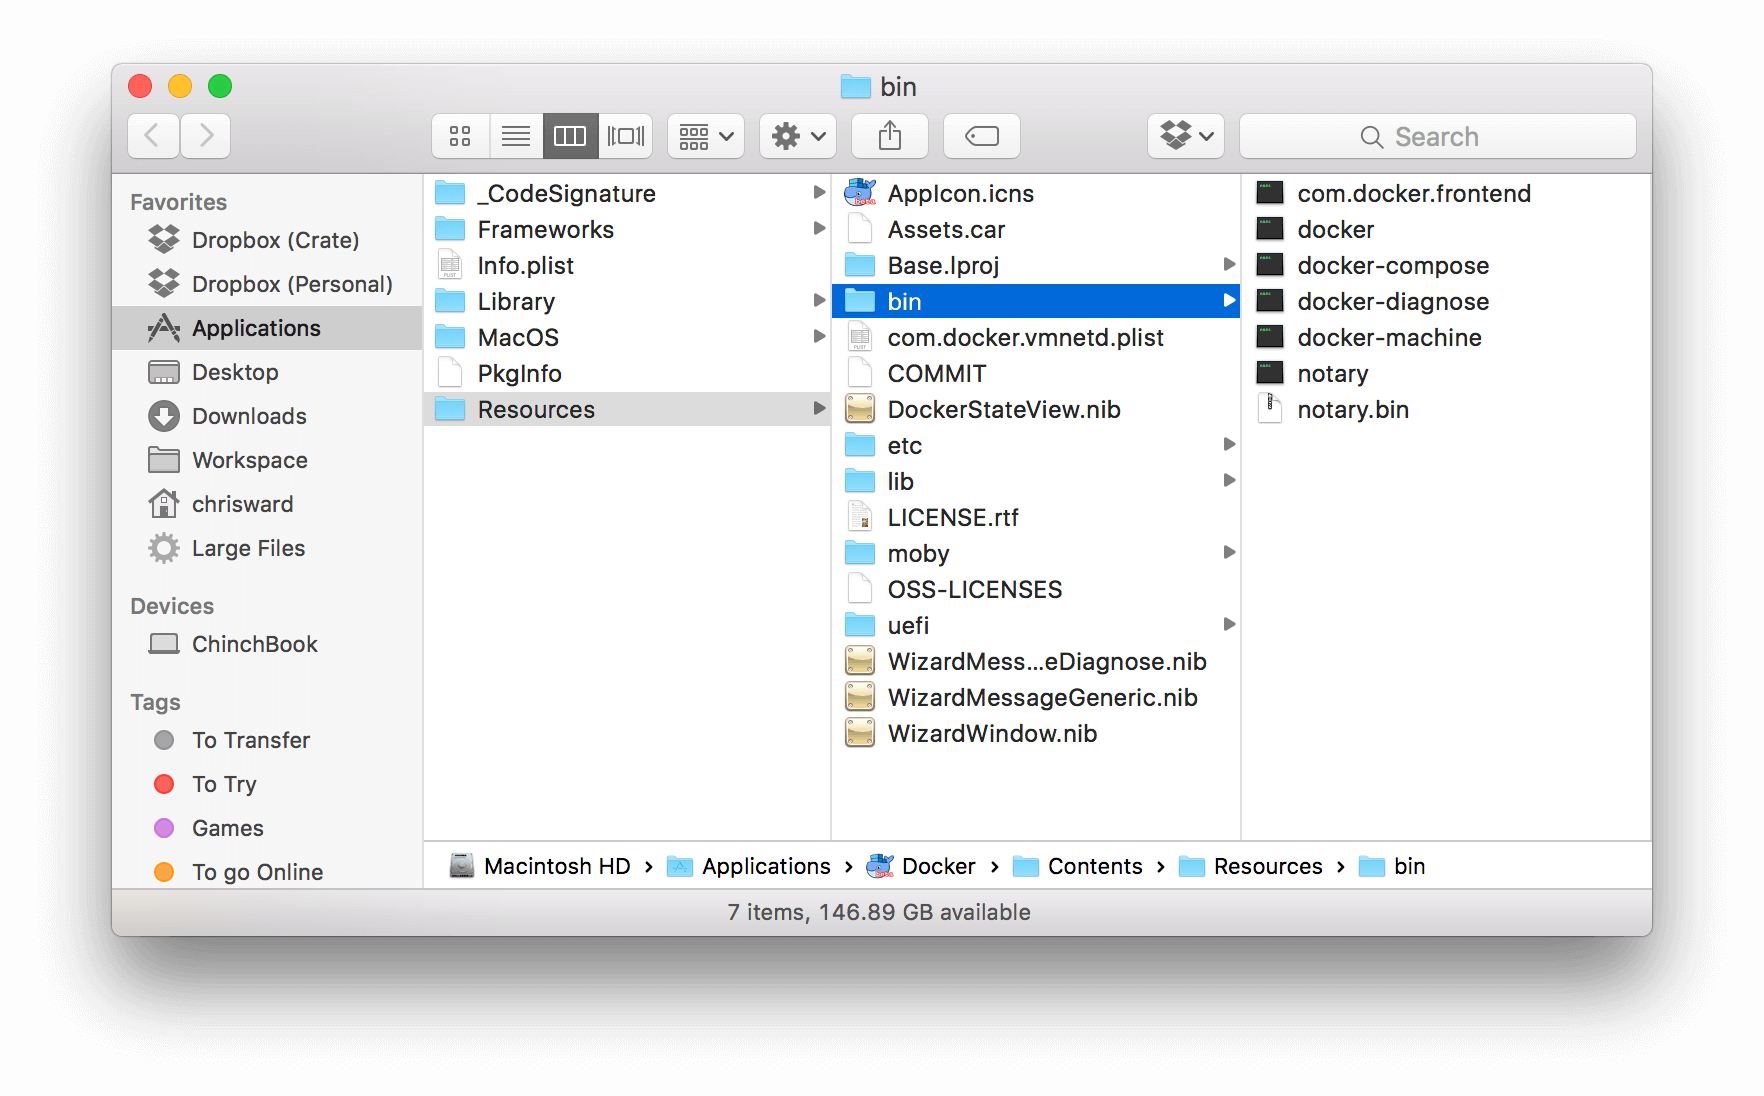 bin
Search
Favorites
Dropbox (Crate)
Dropbox (Personal)
Applications
Desktop
Downloads
Workspace
chrisward
Large Files
Devices
ChinchBook
Tags
To Transfer
To Try
Games
To go Online
_CodeSignature
Frameworks
Info.plist
Library
MacOS
PkgInfo
Resources
AppIcon.icns
Assets.car
Base.lproj
bin
com.docker.vmnetd.plist
COMMIT
DockerStateView.nib
etc
lib
LICENSE.rtf
moby
OSS-LICENSES
uefi
WizardMess...eDiagnose.nib
WizardMessageGeneric.nib
WizardWindow.nib
com.docker.frontend
docker
docker-compose
docker-diagnose
docker-machine
notary
notary.bin
Macintosh HD › Applications › Docker › Contents › Resources › bin
7 items, 146.89 GB available